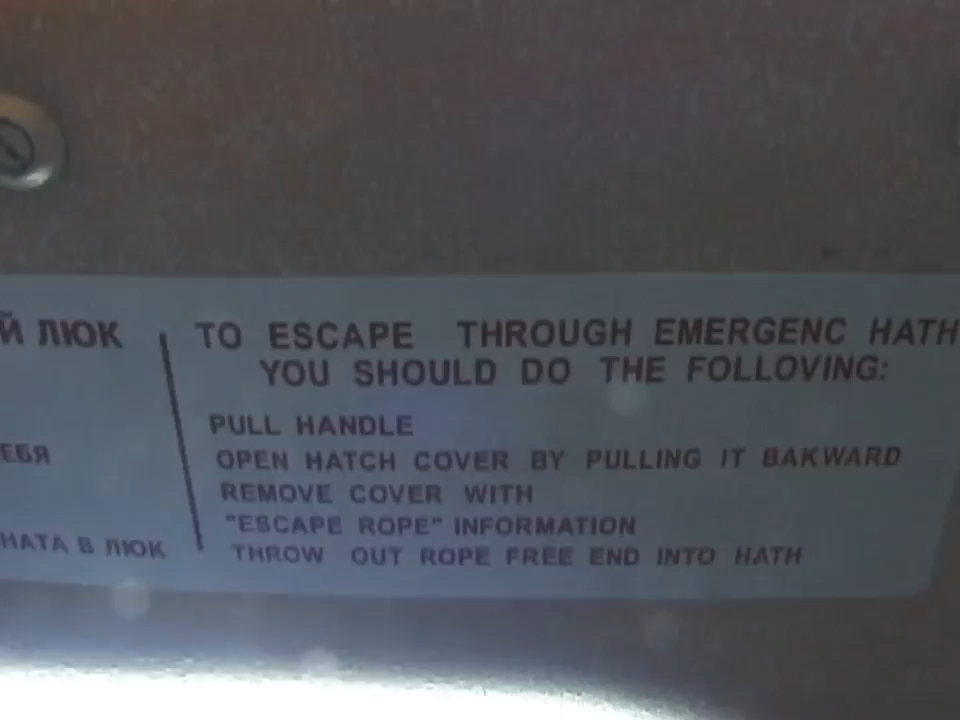 Й ЛЮК
ЕБЯ
НАТА В ЛЮК
TO ESCAPE THROUGH EMERGENC HATH
YOU SHOULD DO THE FOLLOVING:
PULL HANDLE
OPEN HATCH COVER BY PULLING IT BAKWARD
REMOVE COVER WITH
"ESCAPE ROPE" INFORMATION
THROW OUT ROPE FREE END INTO HATH